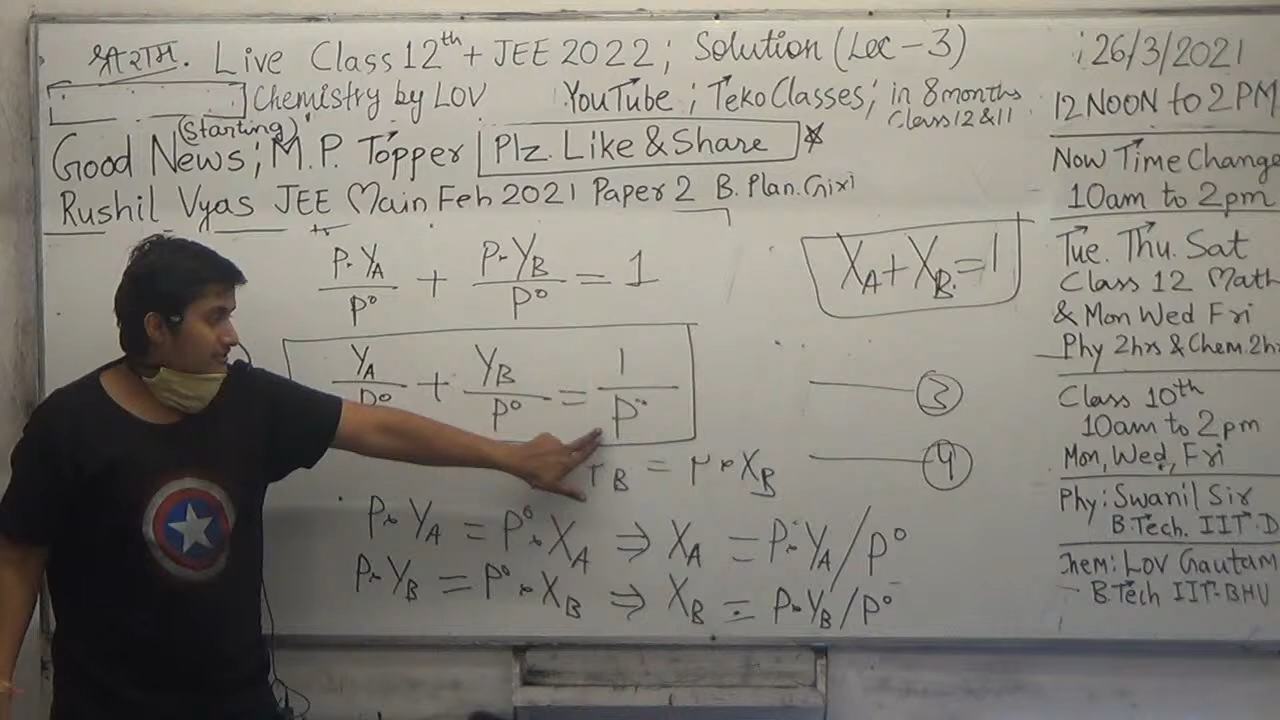 श्री राम. Live Class 12th + JEE 2022 ; Solution (Lec - 3)
Chemistry by LOV YouTube ; TekoClasses ; in 8 months
Class 12 & 11
(Starting)
Good News ; M.P. Topper Plz. Like & Share
Rushil Vyas JEE Main Feb 2021 Paper 2 B. Plan.
P. YA / P° + P. YB / P° = 1
XA + XB = 1
YA / P° + YB / P° = 1 / P
3
B = P. XB
4
P. YA = P°. XA ⇒ XA = P. YA / P°
P. YB = P°. XB ⇒ XB = P. YB / P°
26/3/2021
12 NOON to 2 PM
Now Time Change
10am to 2pm
Tue. Thu. Sat
Class 12 Math
& Mon Wed Fri
Phy 2hrs & Chem. 2h
Class 10th
10am to 2pm
Mon, Wed, Fri
Phy : Swanil Sir
B.Tech. IIT-D
Chem: Lov Gautam
B.Tech IIT-BHU